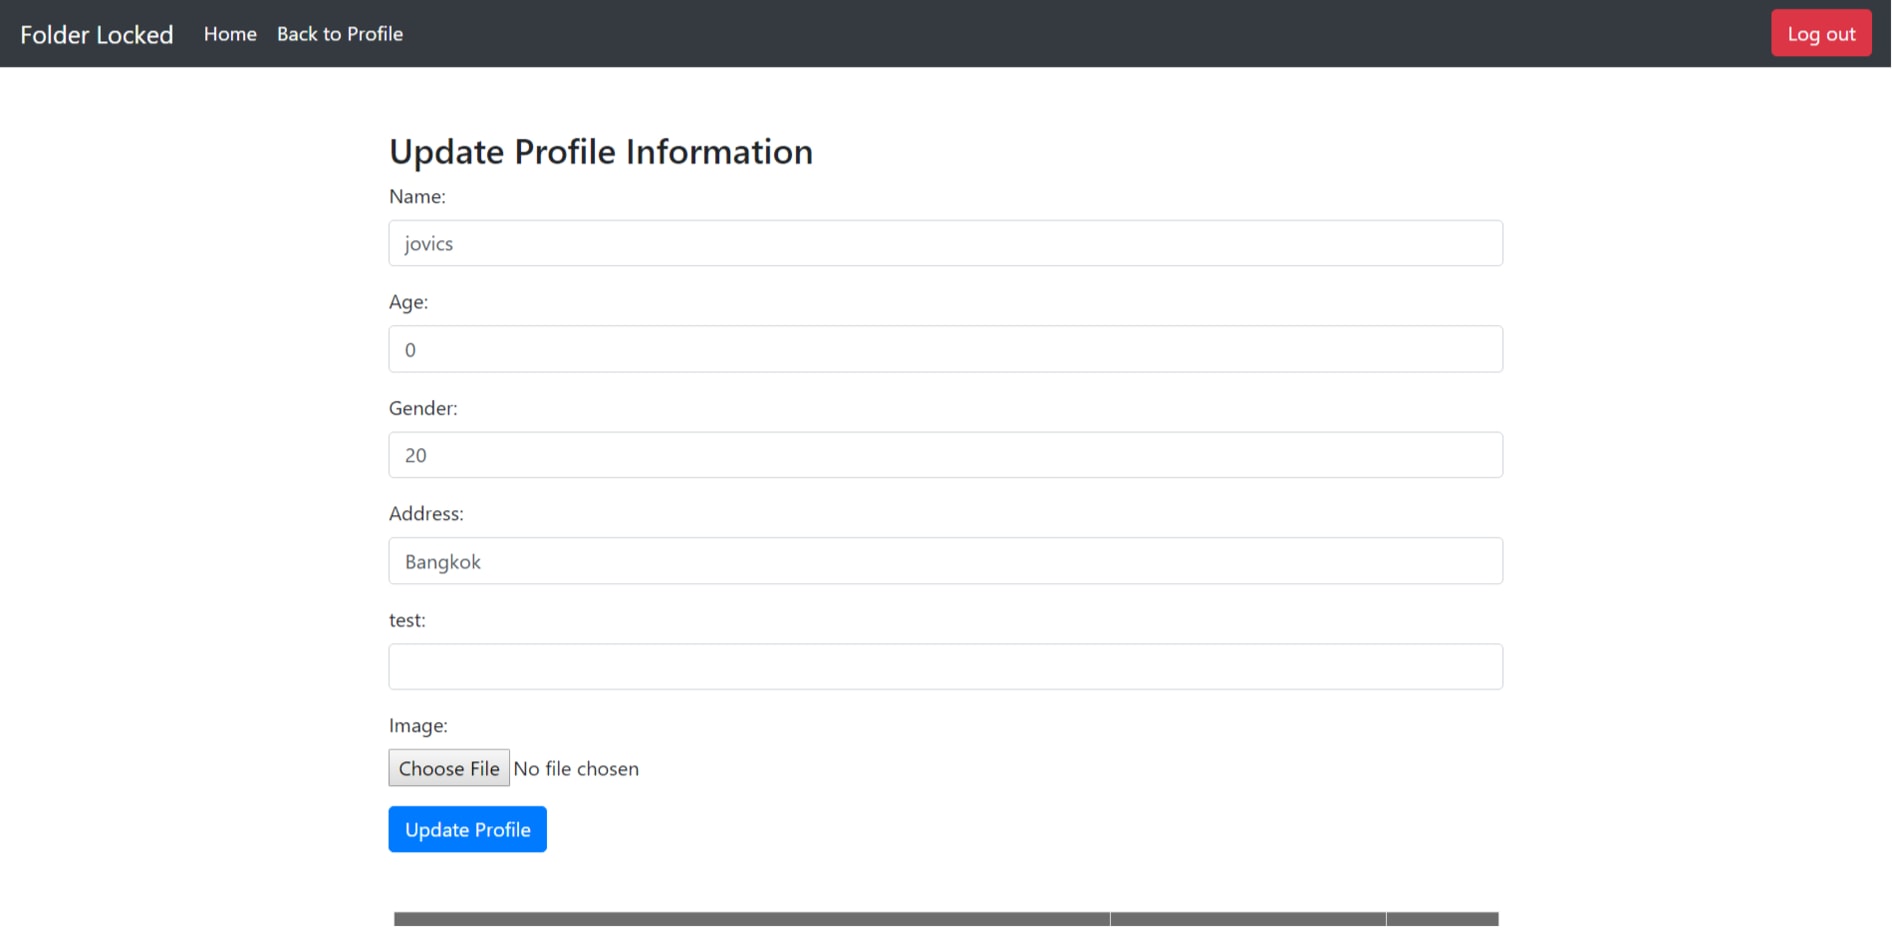 Folder Locked Home Back to Profile Log out
Update Profile Information
Name:
jovics
Age:
0
Gender:
20
Address:
Bangkok
test:
Image:
Choose File No file chosen
Update Profile